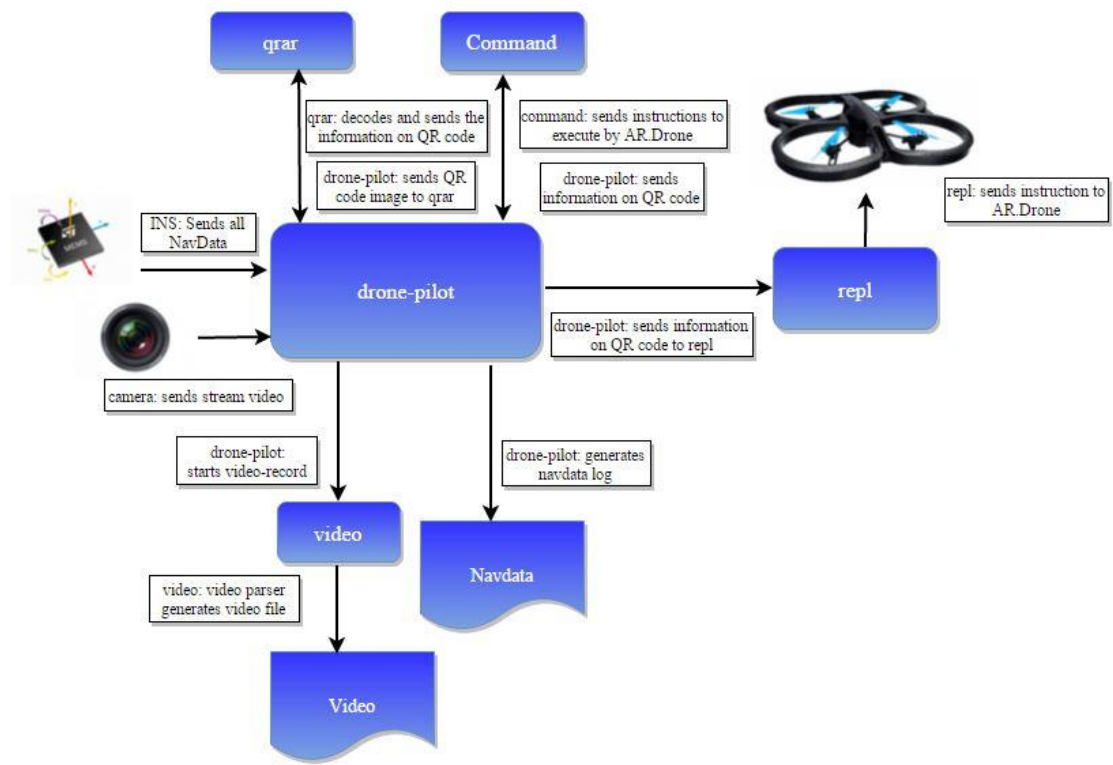 qrar
Command
qrar: decodes and sends the
information on QR code
command: sends instructions to
execute by AR.Drone
drone-pilot: sends QR
code image to qrar
drone-pilot: sends
information on QR code
repl: sends instruction to
AR.Drone
INS: Sends all
NavData
MEMS
drone-pilot
repl
drone-pilot: sends information
on QR code to repl
camera: sends stream video
drone-pilot:
starts video-record
drone-pilot: generates
navdata log
video
Navdata
video: video parser
generates video file
Video